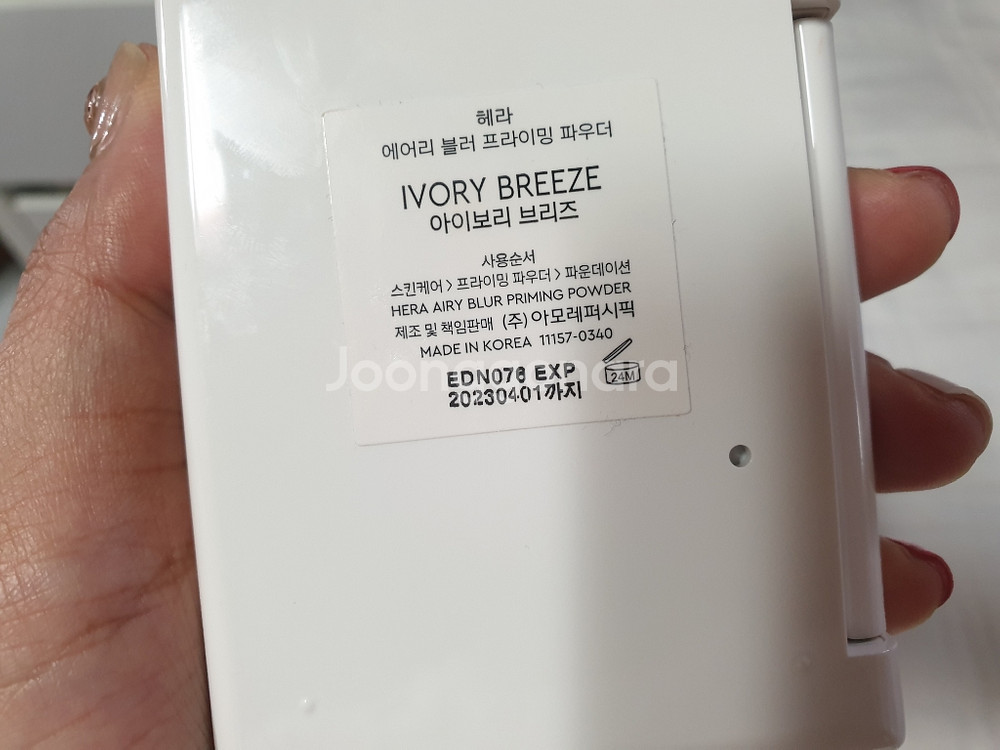 헤라
에어리 블러 프라이밍 파우더
IVORY BREEZE
아이보리 브리즈
사용순서
스킨케어 > 프라이밍 파우더 > 파운데이션
HERA AIRY BLUR PRIMING POWDER
제조 및 책임판매 (주)아모레퍼시픽
MADE IN KOREA 11157-0340
24M
Joonggonara
EDN076 EXP
20230401까지